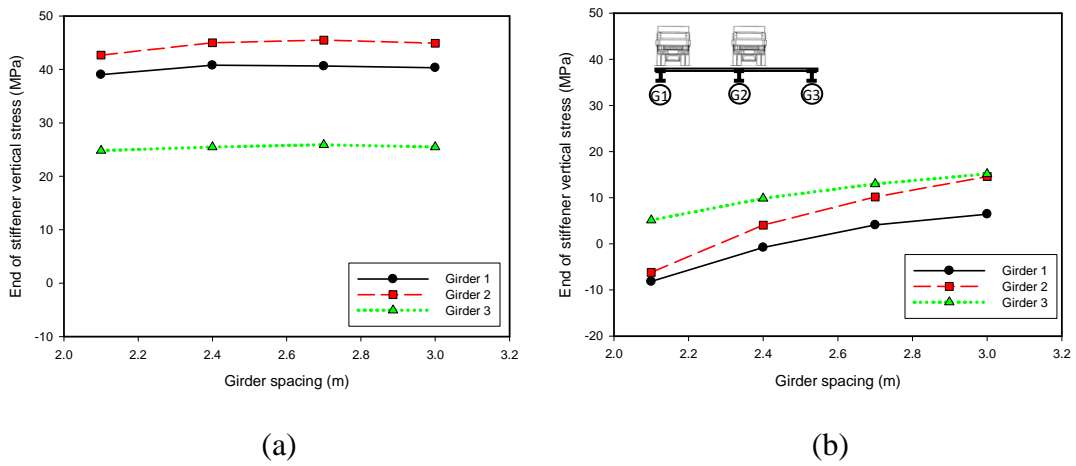 End of stiffener vertical stress (MPa)
50
40
30
20
10
0
-10
2.0 2.2 2.4 2.6 2.8 3.0 3.2
Girder spacing (m)
Girder 1
Girder 2
Girder 3
(a)
End of stiffener vertical stress (MPa)
50
40
30
20
10
0
-10
-20
2.0 2.2 2.4 2.6 2.8 3.0 3.2
Girder spacing (m)
G1 G2 G3
Girder 1
Girder 2
Girder 3
(b)